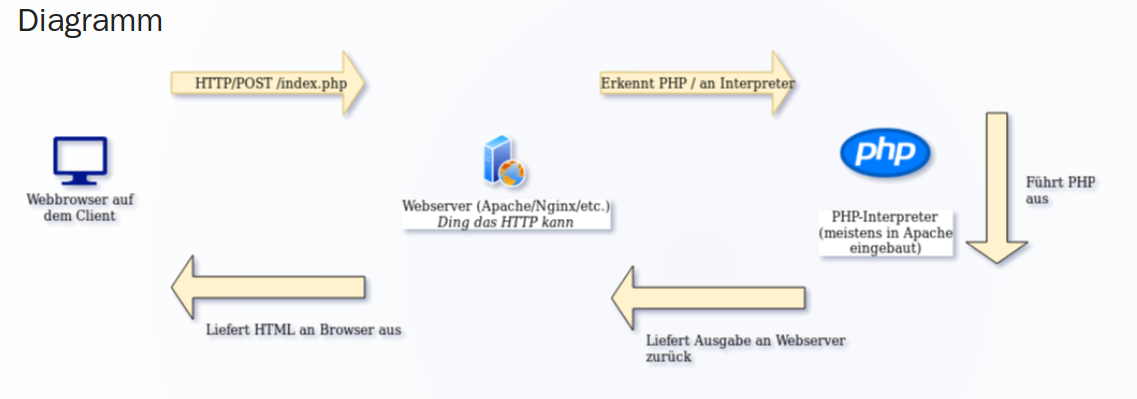 Diagramm
HTTP/POST /index.php
Erkennt PHP / an Interpreter
php
Webbrowser auf
dem Client
Webserver (Apache/Nginx/etc.)
Ding das HTTP kann
PHP-Interpreter
(meistens in Apache
eingebaut)
Führt PHP
aus
Liefert HTML an Browser aus
Liefert Ausgabe an Webserver
zurück